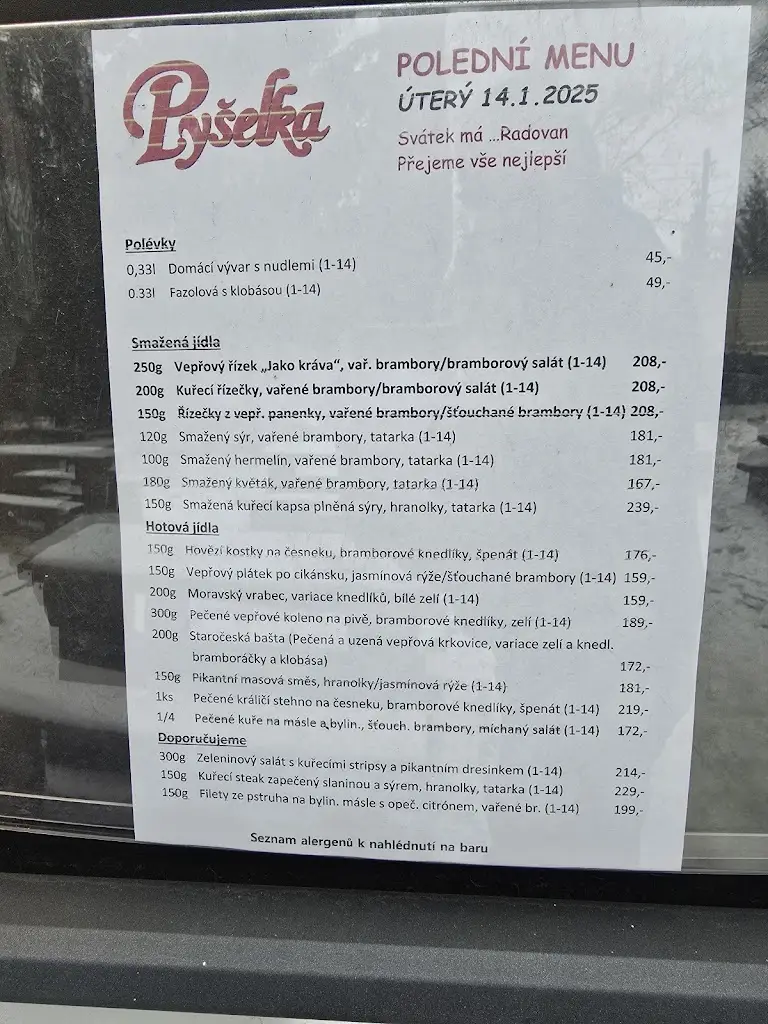 Pyšelka
POLEDNÍ MENU
ÚTERÝ 14.1.2025
Svátek má ...Radovan
Přejeme vše nejlepší
Polévky
0,33l Domácí vývar s nudlemi (1-14) 45,-
0.33l Fazolová s klobásou (1-14) 49,-
Smažená jídla
250g Vepřový řízek „Jako kráva“, vař. brambory/bramborový salát (1-14) 208,-
200g Kuřecí řízečky, vařené brambory/bramborový salát (1-14) 208,-
150g Řízečky z vepř. panenky, vařené brambory/šťouchané brambory (1-14) 208,-
120g Smažený sýr, vařené brambory, tatarka (1-14) 181,-
100g Smažený hermelín, vařené brambory, tatarka (1-14) 181,-
180g Smažený květák, vařené brambory, tatarka (1-14) 167,-
150g Smažená kuřecí kapsa plněná sýry, hranolky, tatarka (1-14) 239,-
Hotová jídla
150g Hovězí kostky na česneku, bramborové knedlíky, špenát (1-14) 176,-
150g Vepřový plátek po cikánsku, jasmínová rýže/šťouchané brambory (1-14) 159,-
200g Moravský vrabec, variace knedlíků, bílé zelí (1-14) 159,-
300g Pečené vepřové koleno na pivě, bramborové knedlíky, zelí (1-14) 189,-
200g Staročeská bašta (Pečená a uzená vepřová krkovice, variace zelí a knedl.
bramboráčky a klobása) 172,-
150g Pikantní masová směs, hranolky/jasmínová rýže (1-14) 181,-
1ks Pečené králičí stehno na česneku, bramborové knedlíky, špenát (1-14) 219,-
1/4 Pečené kuře na másle a bylin., šťouch. brambory, míchaný salát (1-14) 172,-
Doporučujeme
300g Zeleninový salát s kuřecími stripsy a pikantním dresinkem (1-14) 214,-
150g Kuřecí steak zapečený slaninou a sýrem, hranolky, tatarka (1-14) 229,-
150g Filety ze pstruha na bylin. másle s opeč. citrónem, vařené br. (1-14) 199,-
Seznam alergenů k nahlédnutí na baru